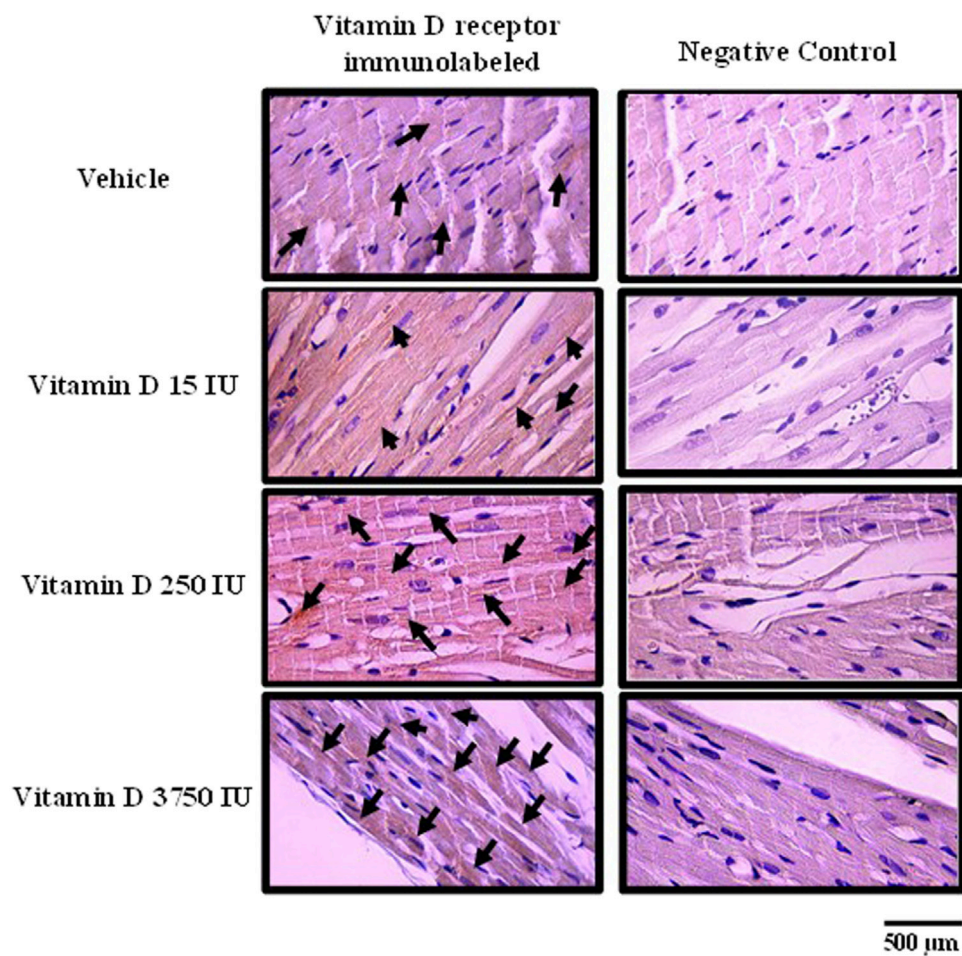 Vitamin D receptor
immunolabeled
Negative Control
Vehicle
Vitamin D 15 IU
Vitamin D 250 IU
Vitamin D 3750 IU
500 µm